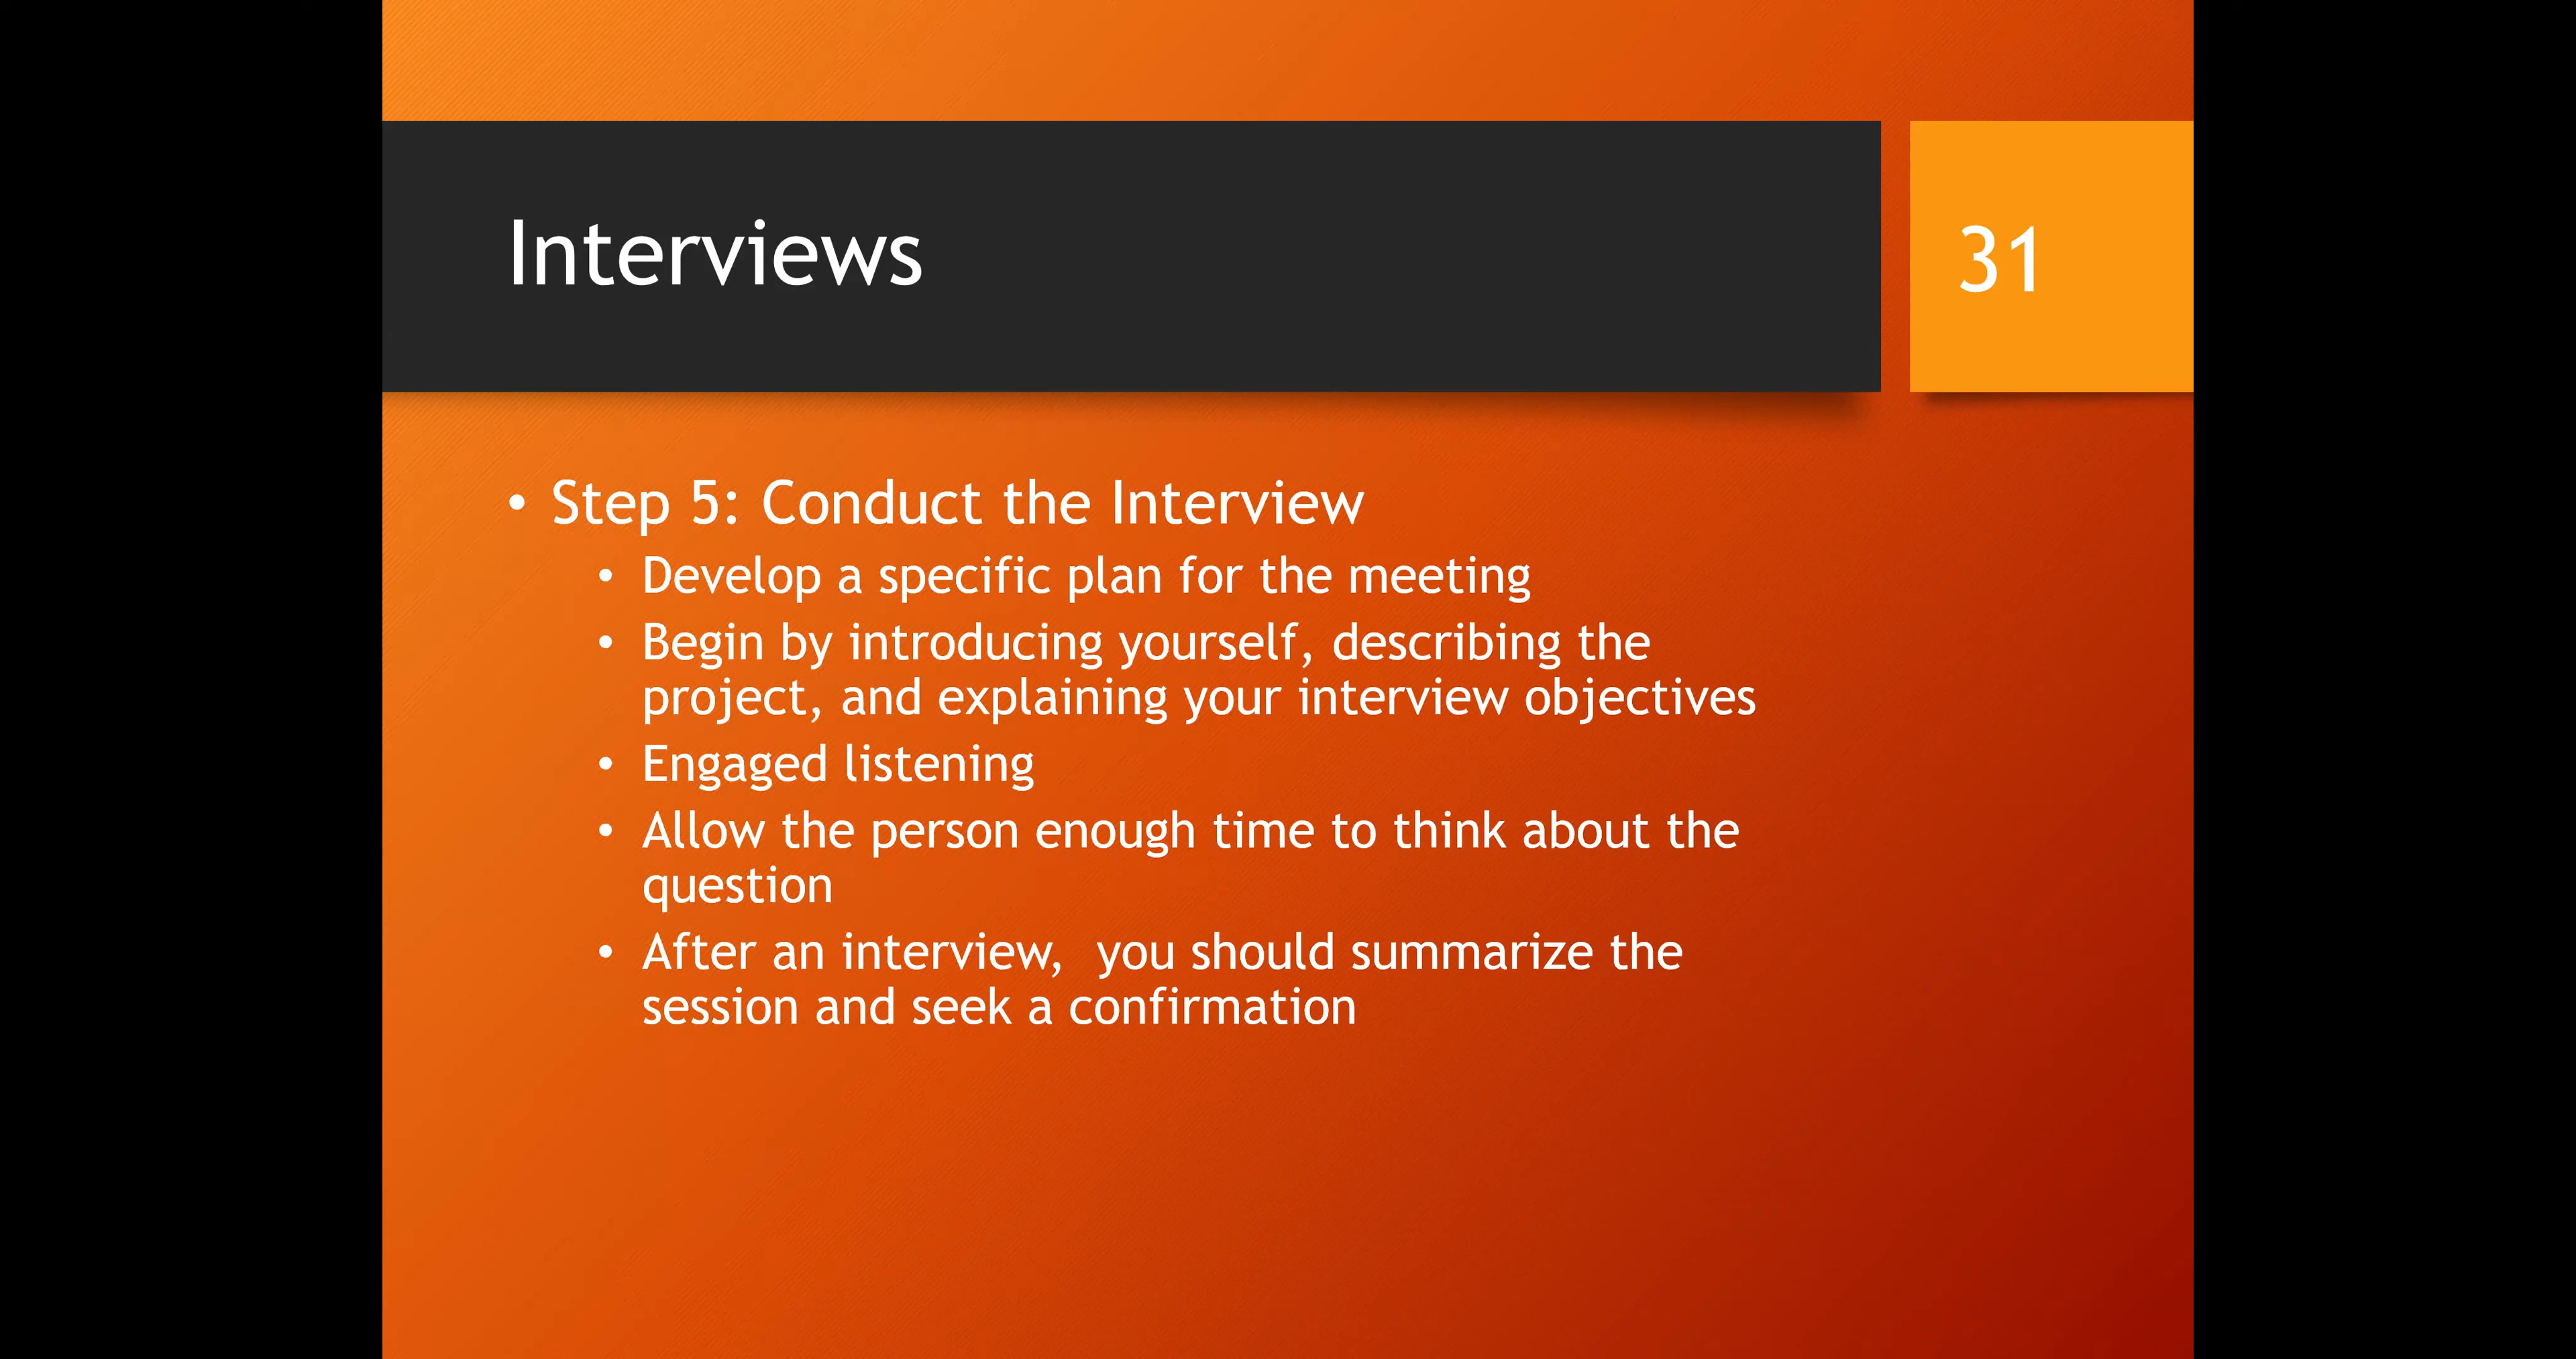 Interviews
31
• Step 5: Conduct the Interview
• Develop a specific plan for the meeting
• Begin by introducing yourself, describing the
project, and explaining your interview objectives
• Engaged listening
• Allow the person enough time to think about the
question
• After an interview,  you should summarize the
session and seek a confirmation